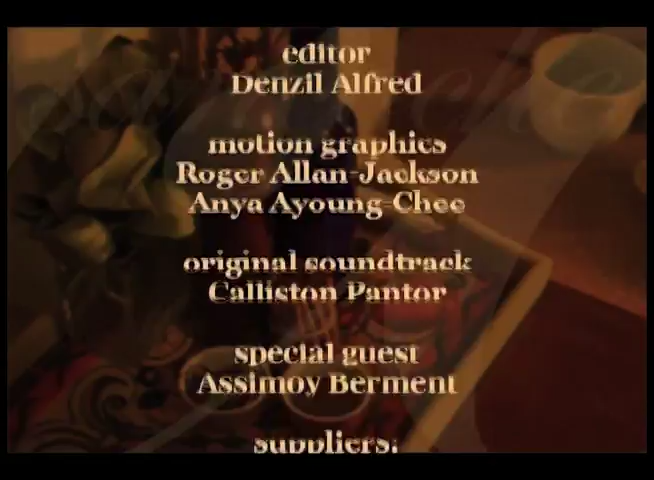 editor
Denzil Alfred
motion graphics
Roger Allan-Jackson
Anya Ayoung-Chee
original soundtrack
Calliston Pantor
special guest
Assimoy Berment
suppliers: